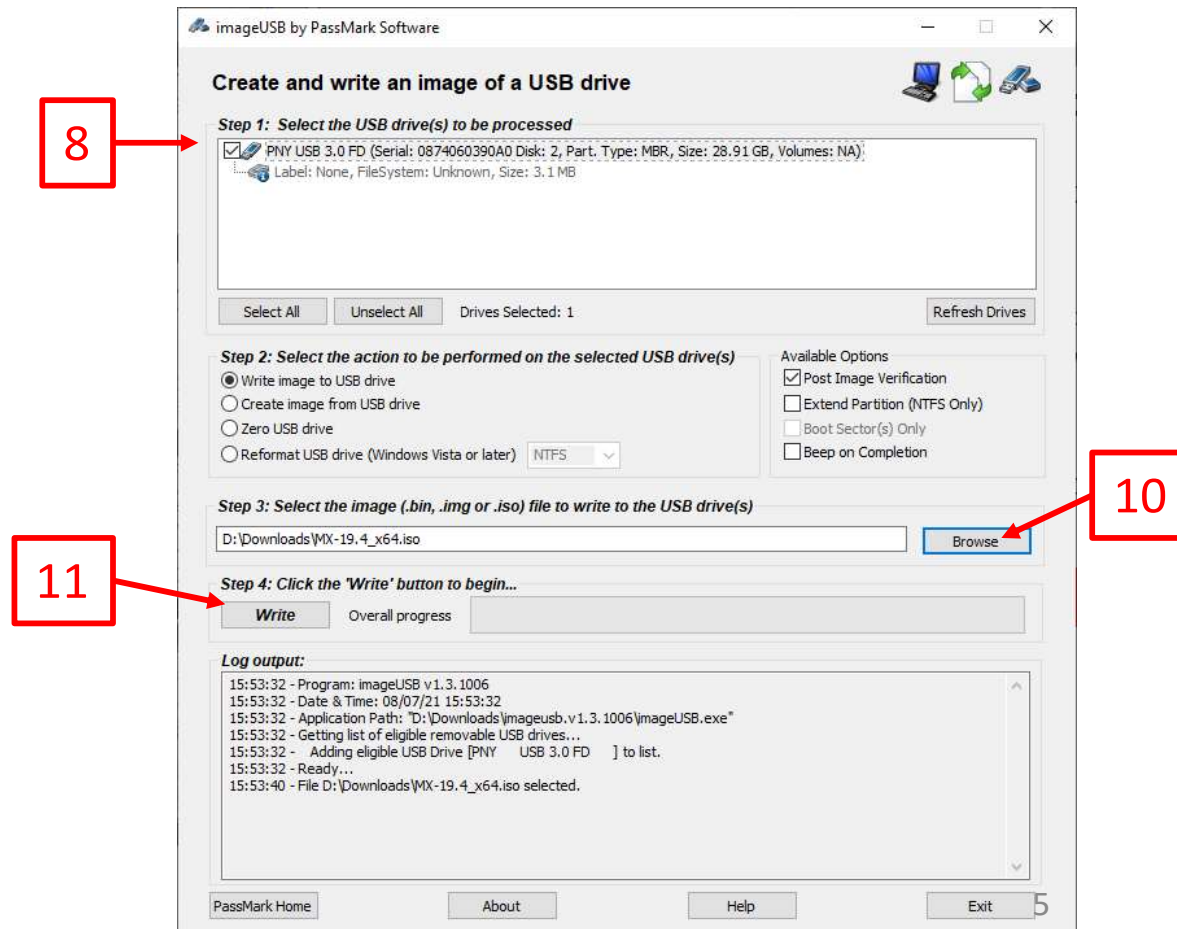 imageUSB by PassMark Software
Create and write an image of a USB drive
8
Step 1: Select the USB drive(s) to be processed
PNY USB 3.0 FD (Serial: 0874060390A0 Disk: 2, Part. Type: MBR, Size: 28.91 GB, Volumes: NA)
Label: None, FileSystem: Unknown, Size: 3.1 MB
Select All Unselect All Drives Selected: 1 Refresh Drives
Step 2: Select the action to be performed on the selected USB drive(s)
Write image to USB drive
Create image from USB drive
Zero USB drive
Reformat USB drive (Windows Vista or later) NTFS
Available Options
Post Image Verification
Extend Partition (NTFS Only)
Boot Sector(s) Only
Beep on Completion
10
Step 3: Select the image (.bin, .img or .iso) file to write to the USB drive(s)
D:\Downloads\MX-19.4_x64.iso Browse
11
Step 4: Click the 'Write' button to begin...
Write Overall progress
Log output:
15:53:32 - Program: imageUSB v1.3.1006
15:53:32 - Date & Time: 08/07/21 15:53:32
15:53:32 - Application Path: "D:\Downloads\imageusb.v1.3.1006\imageUSB.exe"
15:53:32 - Getting list of eligible removable USB drives...
15:53:32 - Adding eligible USB Drive [PNY USB 3.0 FD ] to list.
15:53:32 - Ready...
15:53:40 - File D:\Downloads\MX-19.4_x64.iso selected.
PassMark Home About Help Exit 5